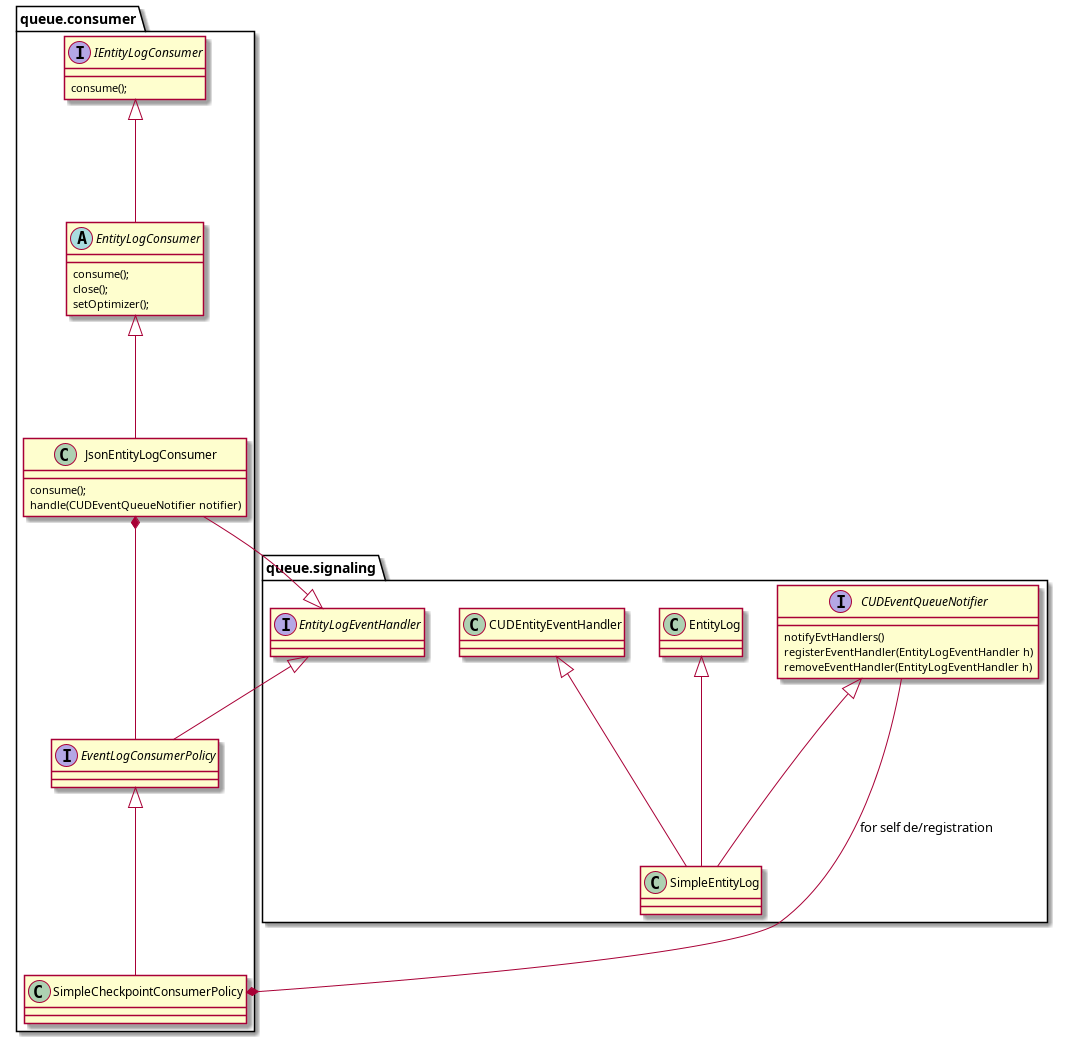 queue.consumer
I IEntityLogConsumer
consume();
A EntityLogConsumer
consume();
close();
setOptimizer();
C JsonEntityLogConsumer
consume();
handle(CUDEventQueueNotifier notifier)
queue.signaling
I EntityLogEventHandler
C CUDEntityEventHandler
C EntityLog
I CUDEventQueueNotifier
notifyEvtHandlers()
registerEventHandler(EntityLogEventHandler h)
removeEventHandler(EntityLogEventHandler h)
I EventLogConsumerPolicy
for self de/registration
C SimpleEntityLog
C SimpleCheckpointConsumerPolicy